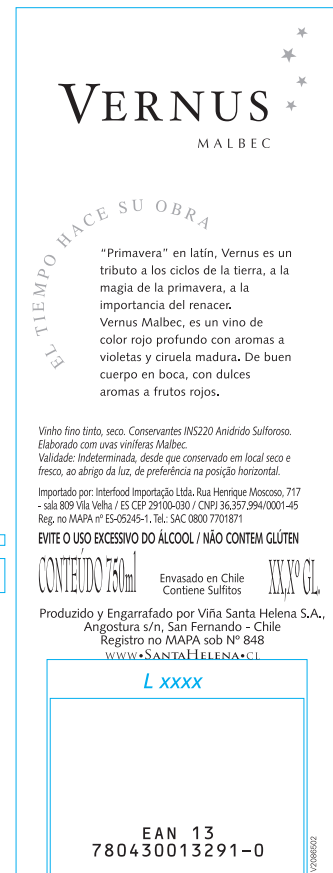 VERNUS
MALBEC
EL TIEMPO HACE SU OBRA
"Primavera" en latín, Vernus es un
tributo a los ciclos de la tierra, a la
magia de la primavera, a la
importancia del renacer.
Vernus Malbec, es un vino de
color rojo profundo con aromas a
violetas y ciruela madura. De buen
cuerpo en boca, con dulces
aromas a frutos rojos.
Vinho fino tinto, seco. Conservantes INS220 Anidrido Sulforoso.
Elaborado com uvas viníferas Malbec.
Validade: Indeterminada, desde que conservado em local seco e
fresco, ao abrigo da luz, de preferência na posição horizontal.
Importado por: Interfood Importação Ltda. Rua Henrique Moscoso, 717
- sala 809 Vila Velha / ES CEP 29100-030 / CNPJ 36,357,994/0001-45
Reg. no MAPA nº ES-05245-1. Tel.: SAC 0800 7701871
EVITE O USO EXCESSIVO DO ÁLCOOL / NÃO CONTEM GLÚTEN
CONTEÚDO 750ml
Envasado en Chile
Contiene Sulfitos
XX,Xº GL.
Produzido y Engarrafado por Viña Santa Helena S.A.,
Angostura s/n, San Fernando - Chile
Registro no MAPA sob Nº 848
WWW•SANTAHELENA•CL
L xxxx
EAN 13
780430013291-0
V2086502